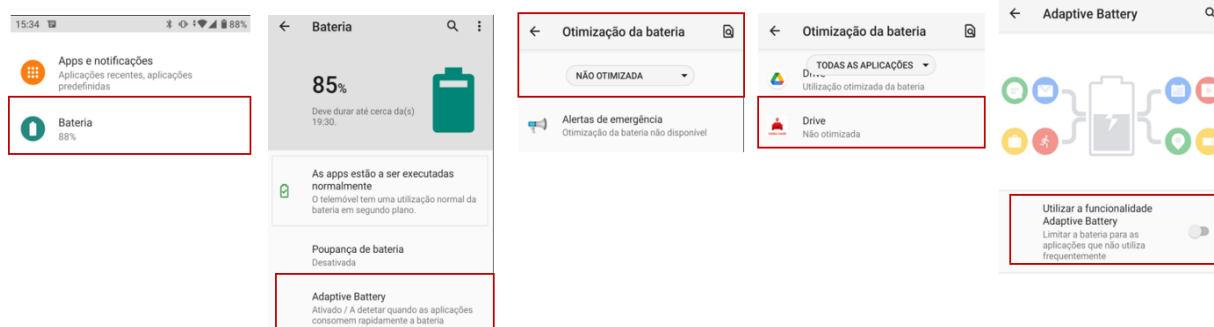 15:34
88%
Apps e notificações
Aplicações recentes, aplicações
predefinidas
Bateria
88%
Bateria
85%
Deve durar até cerca da(s)
19:30.
As apps estão a ser executadas
normalmente
O telemóvel tem uma utilização normal da
bateria em segundo plano.
Poupança de bateria
Desativada
Adaptive Battery
Ativado / A detetar quando as aplicações
consomem rapidamente a bateria
Otimização da bateria
NÃO OTIMIZADA
Alertas de emergência
Otimização da bateria não disponível
Otimização da bateria
TODAS AS APLICAÇÕES
Drive
Utilização otimizada da bateria
Drive
Não otimizada
Adaptive Battery
Utilizar a funcionalidade
Adaptive Battery
Limitar a bateria para as
aplicações que não utiliza
frequentemente